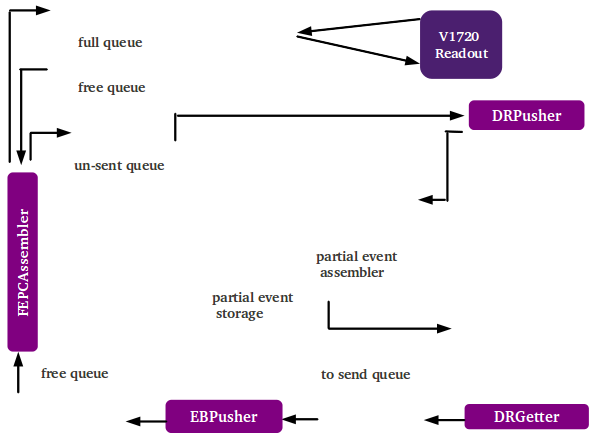 V1720
Readout
full queue
free queue
DRPusher
un-sent queue
FEPCAssembler
partial event
assembler
partial event
storage
free queue
to send queue
EBPusher
DRGetter